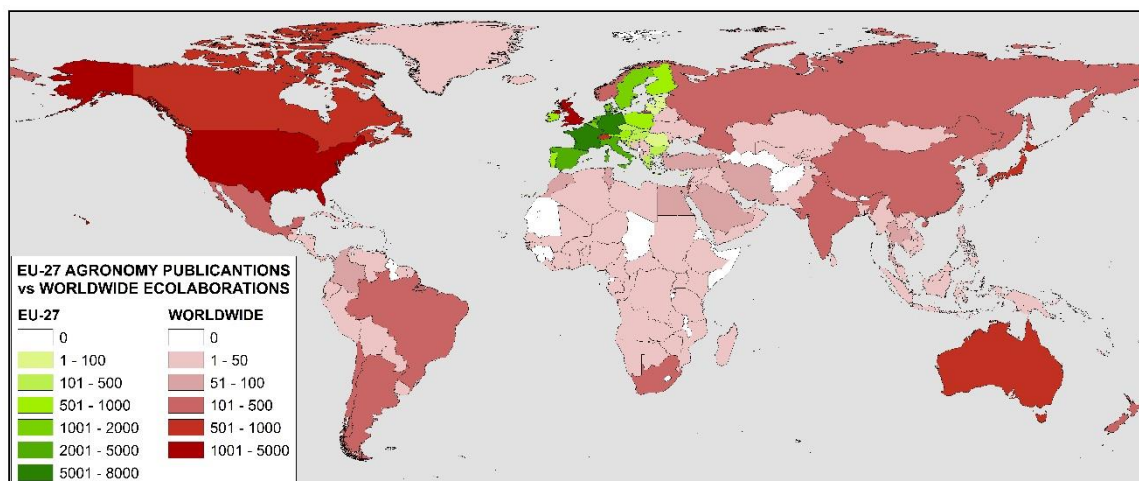 EU-27 AGRONOMY PUBLICANTIONS
vs WORLDWIDE ECOLABORATIONS
EU-27 WORLDWIDE
0 0
1 - 100 1 - 50
101 - 500 51 - 100
501 - 1000 101 - 500
1001 - 2000 501 - 1000
2001 - 5000 1001 - 5000
5001 - 8000